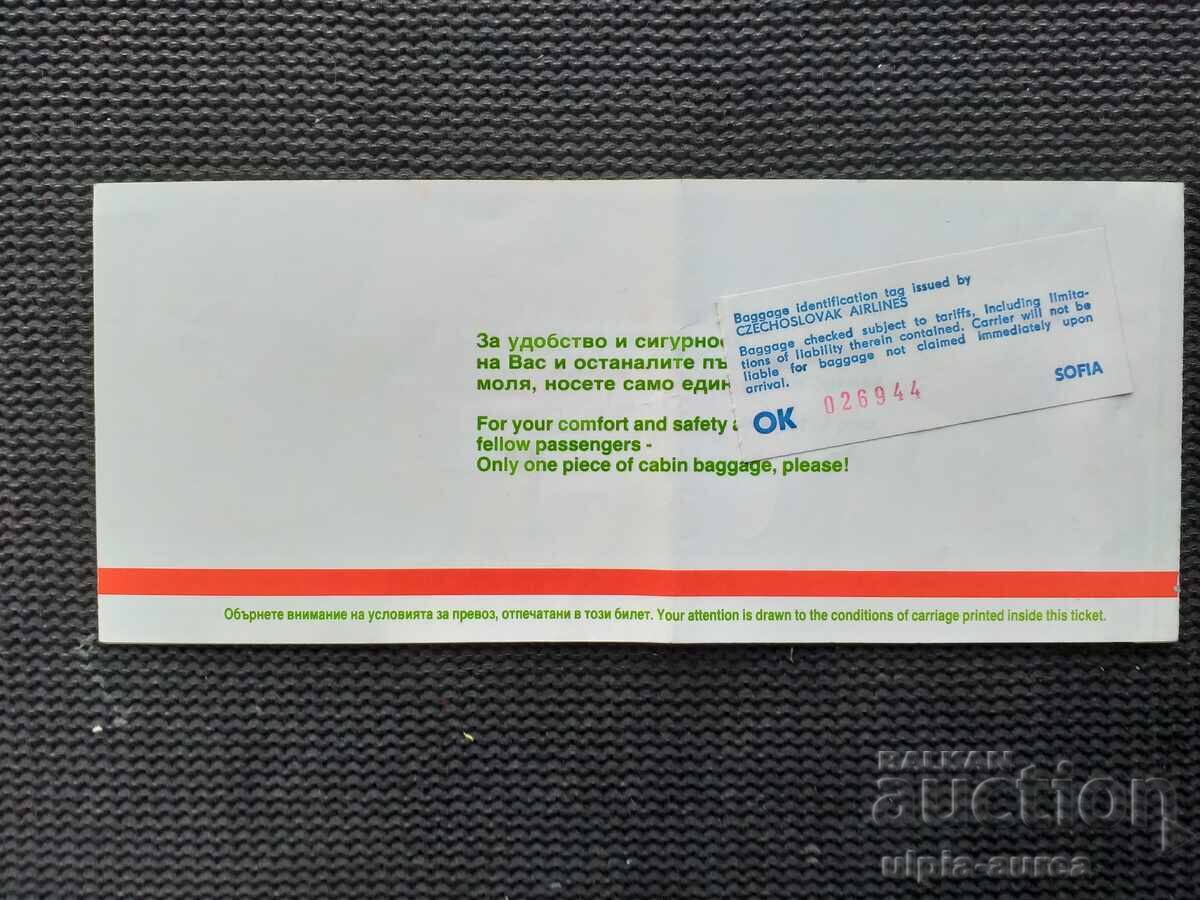 За удобство и сигурнос
на Вас и останалите пъ
моля, носете само един
For your comfort and safety a
fellow passengers -
Only one piece of cabin baggage, please!
Baggage identification tag issued by
CZECHOSLOVAK AIRLINES
Baggage checked subject to tariffs, including limita-
tions of liability therein contained. Carrier will not be
liable for baggage not claimed immediately upon
arrival.
OK 026944 SOFIA
Обърнете внимание на условията за превоз, отпечатани в този билет. Your attention is drawn to the conditions of carriage printed inside this ticket.
BALKAN
auction
ulpia-aurea